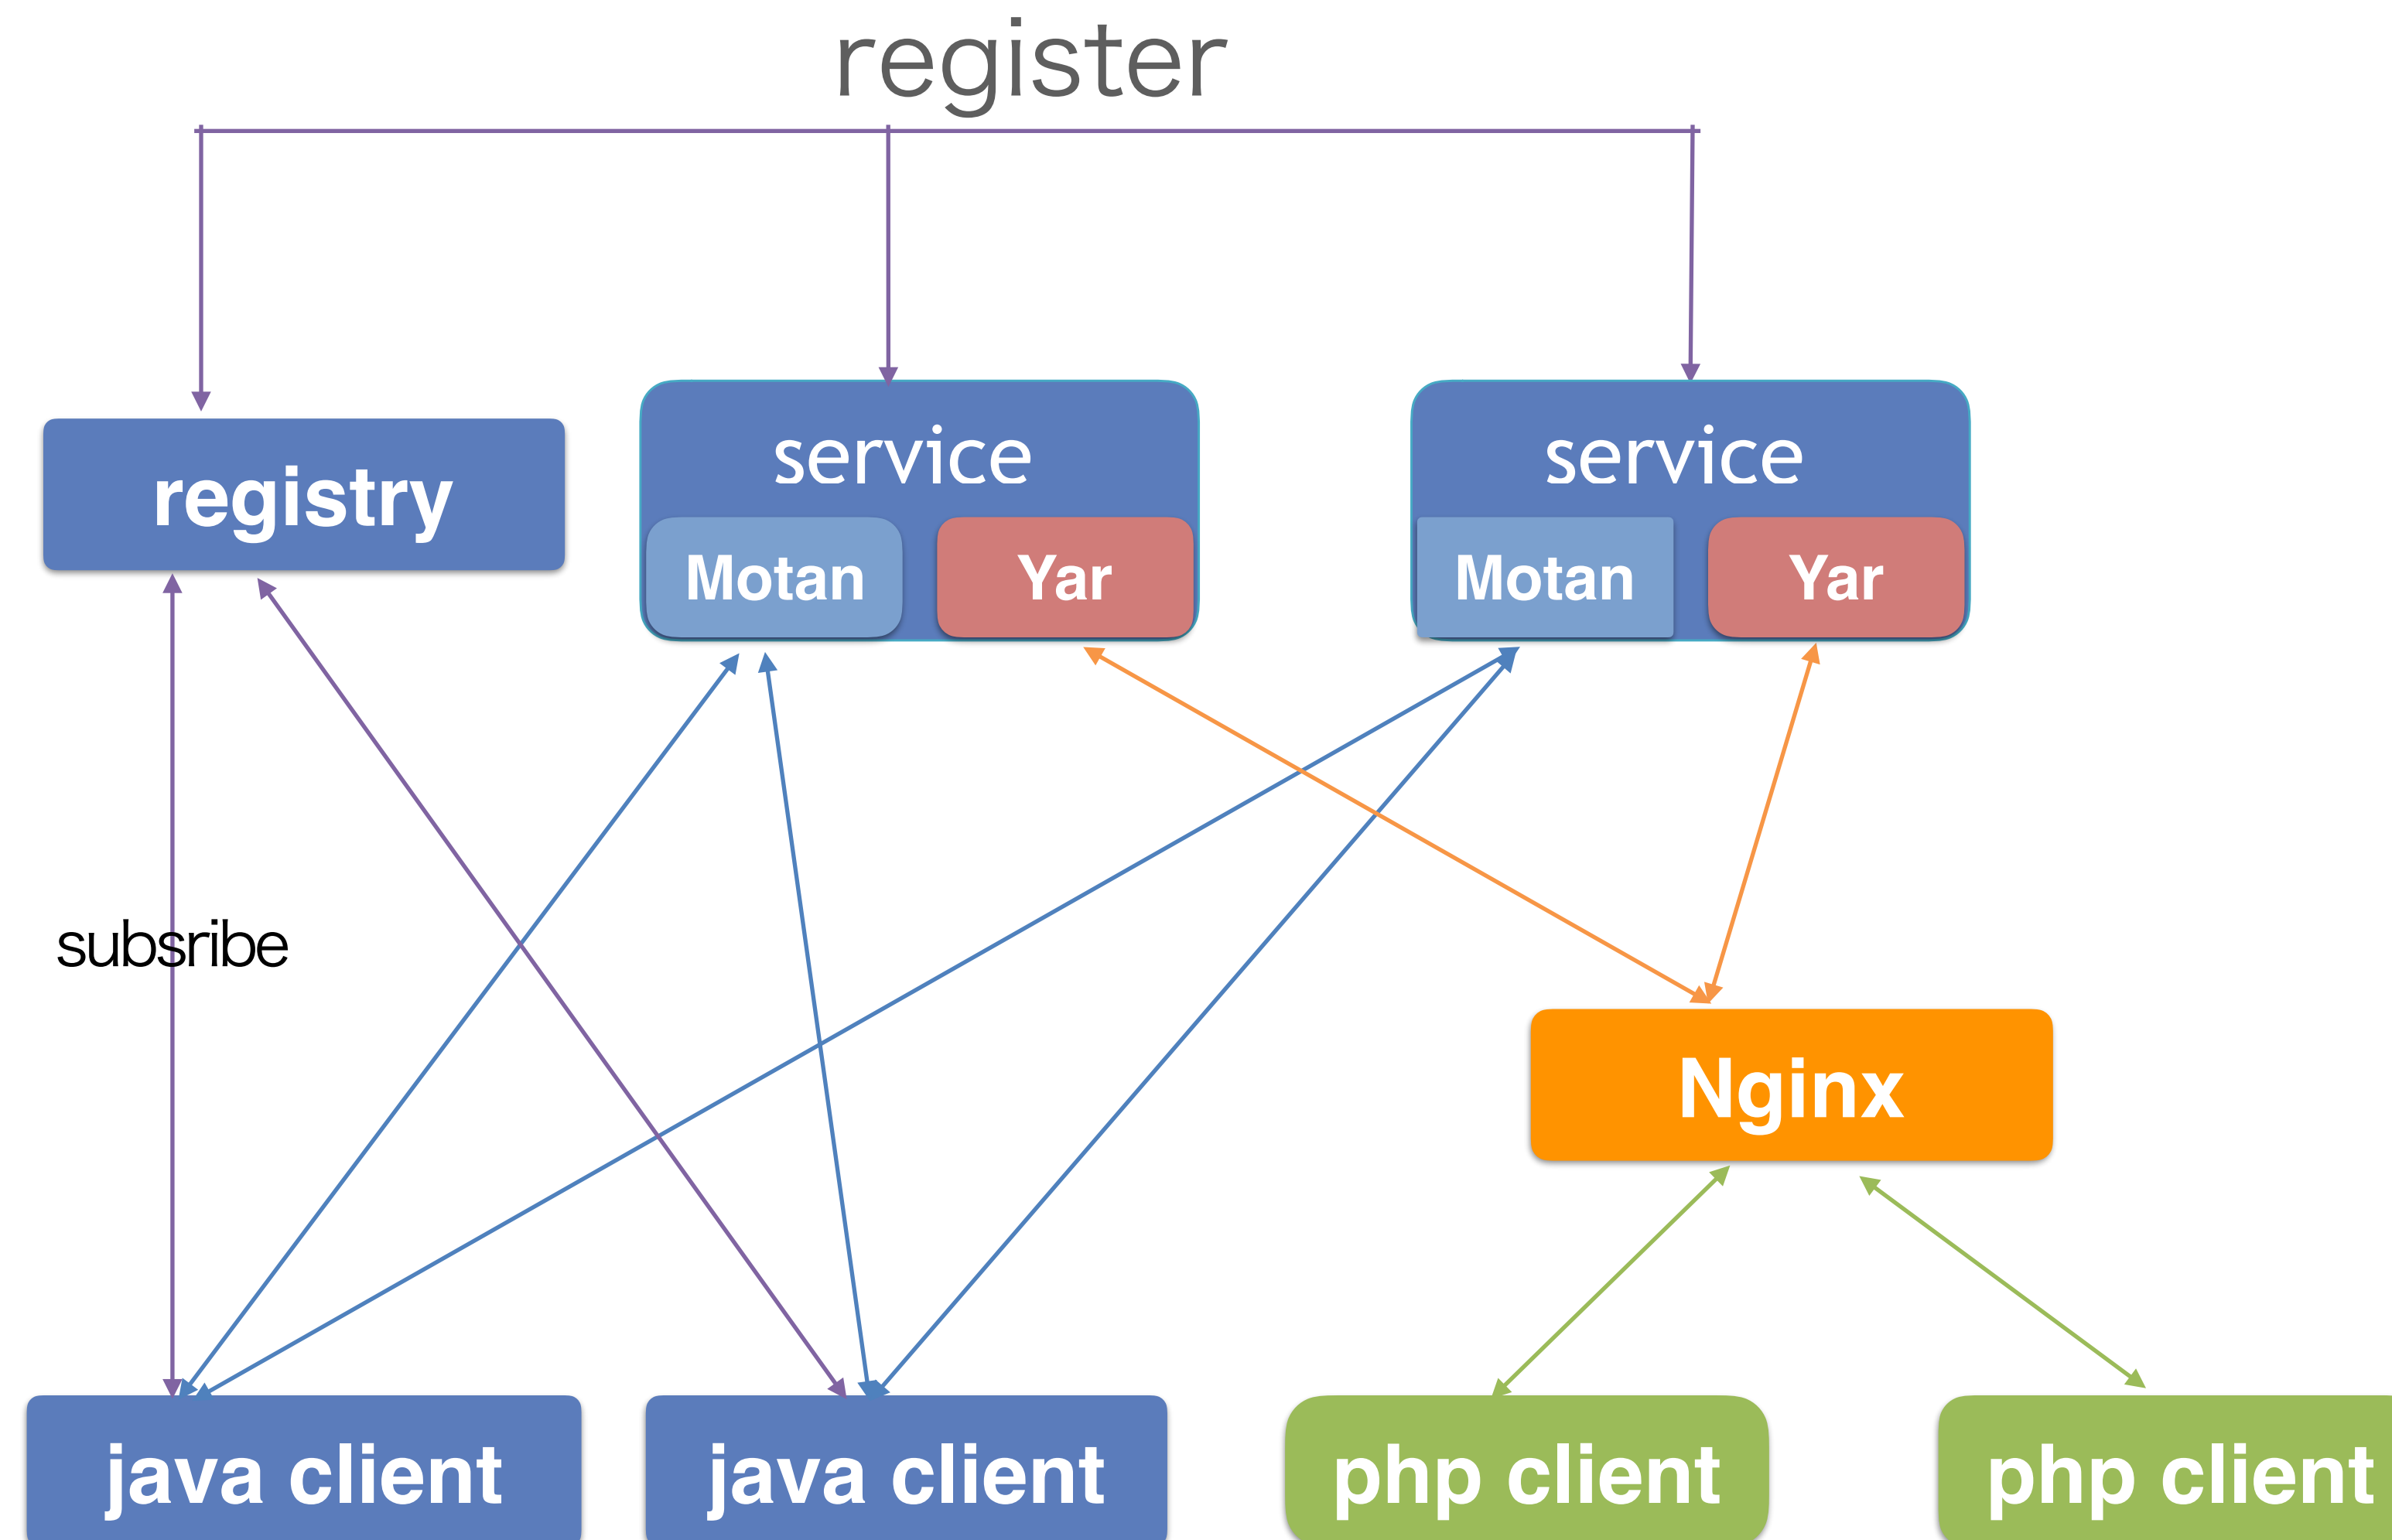 register
registry
service
service
Motan
Yar
Motan
Yar
subsribe
Nginx
java client
java client
php client
php client